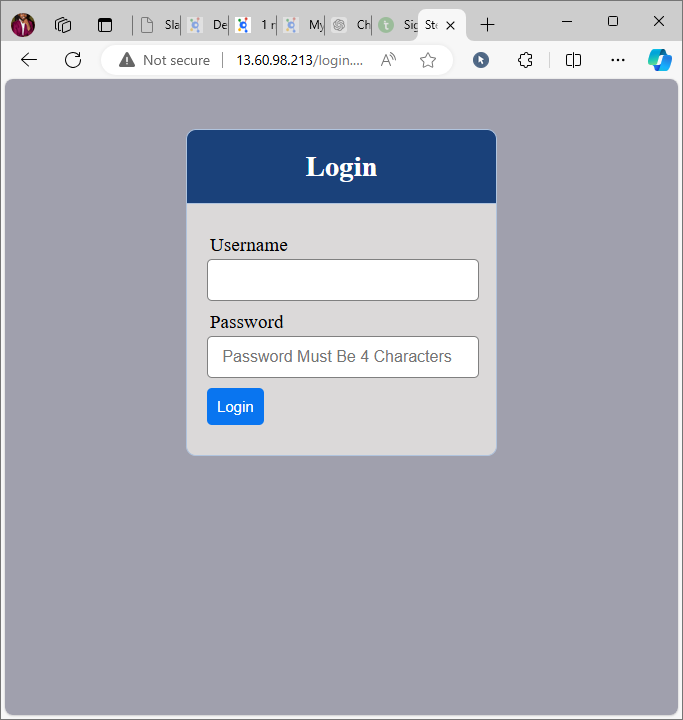 Sla
De
1 r
My
Ch
Sig
Ste
Not secure
13.60.98.213/login....
Login
Username
Password
Password Must Be 4 Characters
Login